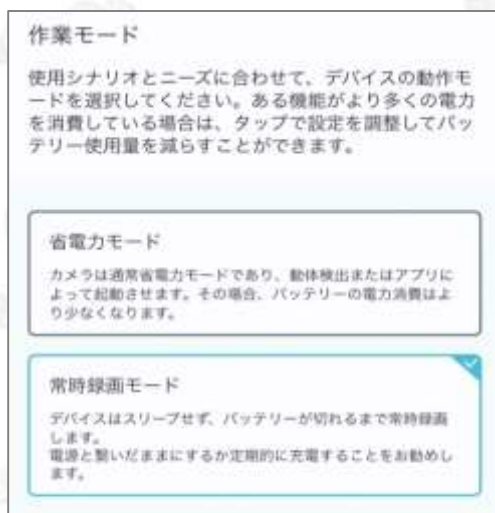 作業モード
使用シナリオとニーズに合わせて、デバイスの動作モ
ードを選択してください。ある機能がより多くの電力
を消費している場合は、タップで設定を調整してバッ
テリー使用量を減らすことができます。
省電力モード
カメラは通常省電力モードであり、動体検出またはアプリに
よって起動させます。その場合、バッテリーの電力消費はよ
り少なくなります。
常時録画モード
デバイスはスリープせず、バッテリーが切れるまで常時録画
します。
電源と繋いだままにするか定期的に充電することをお勧めし
ます。